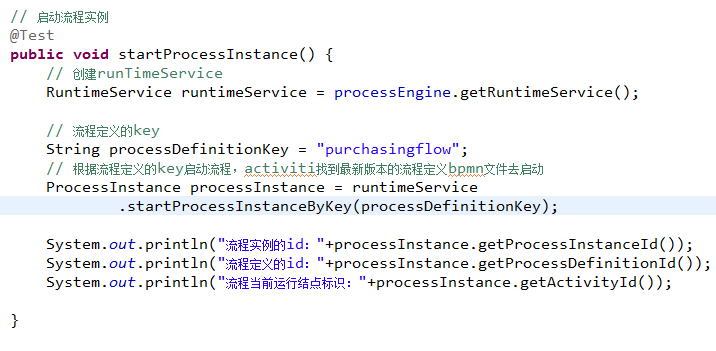 // 启动流程实例
@Test
public void startProcessInstance() {
// 创建runTimeService
RuntimeService runtimeService = processEngine.getRuntimeService();
// 流程定义的key
String processDefinitionKey = "purchasingflow";
// 根据流程定义的key启动流程，activiti找到最新版本的流程定义bpmn文件去启动
ProcessInstance processInstance = runtimeService
.startProcessInstanceByKey(processDefinitionKey);
System.out.println("流程实例的id："+processInstance.getProcessInstanceId());
System.out.println("流程定义的id："+processInstance.getProcessDefinitionId());
System.out.println("流程当前运行结点标识："+processInstance.getActivityId());
}